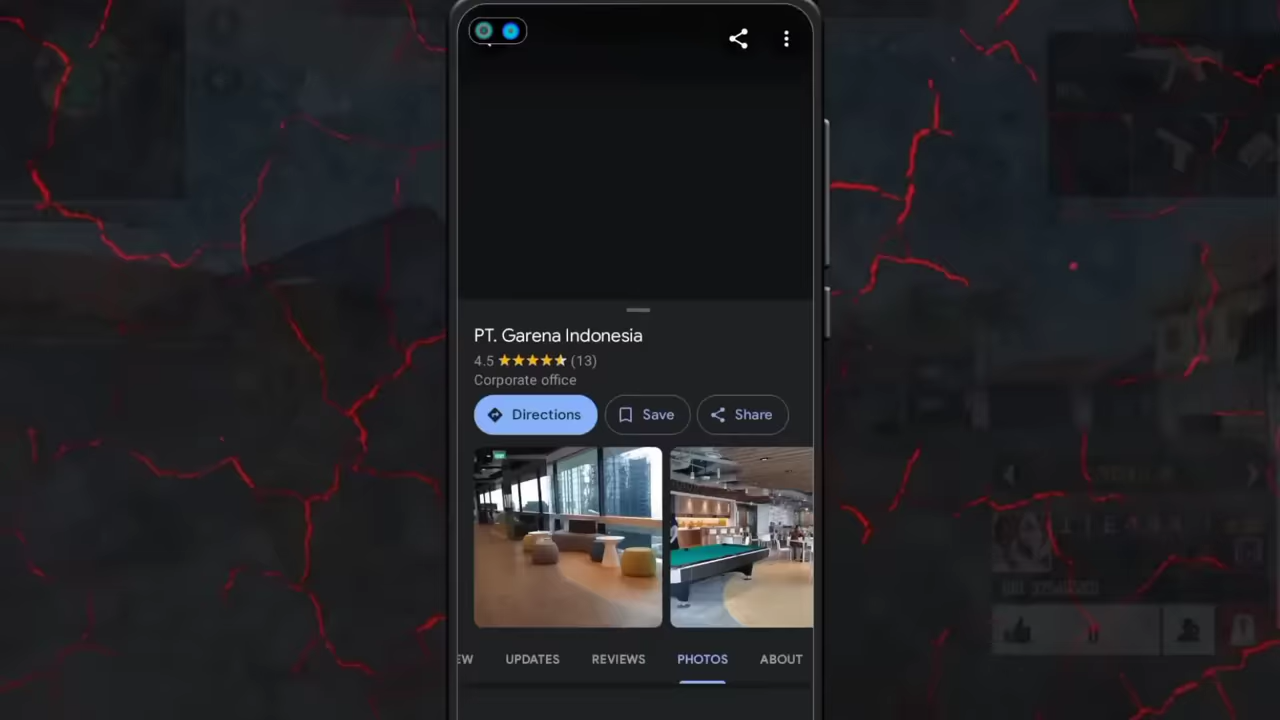 PT. Garena Indonesia
4.5 (13)
Corporate office
Directions Save Share
EW UPDATES REVIEWS PHOTOS ABOUT